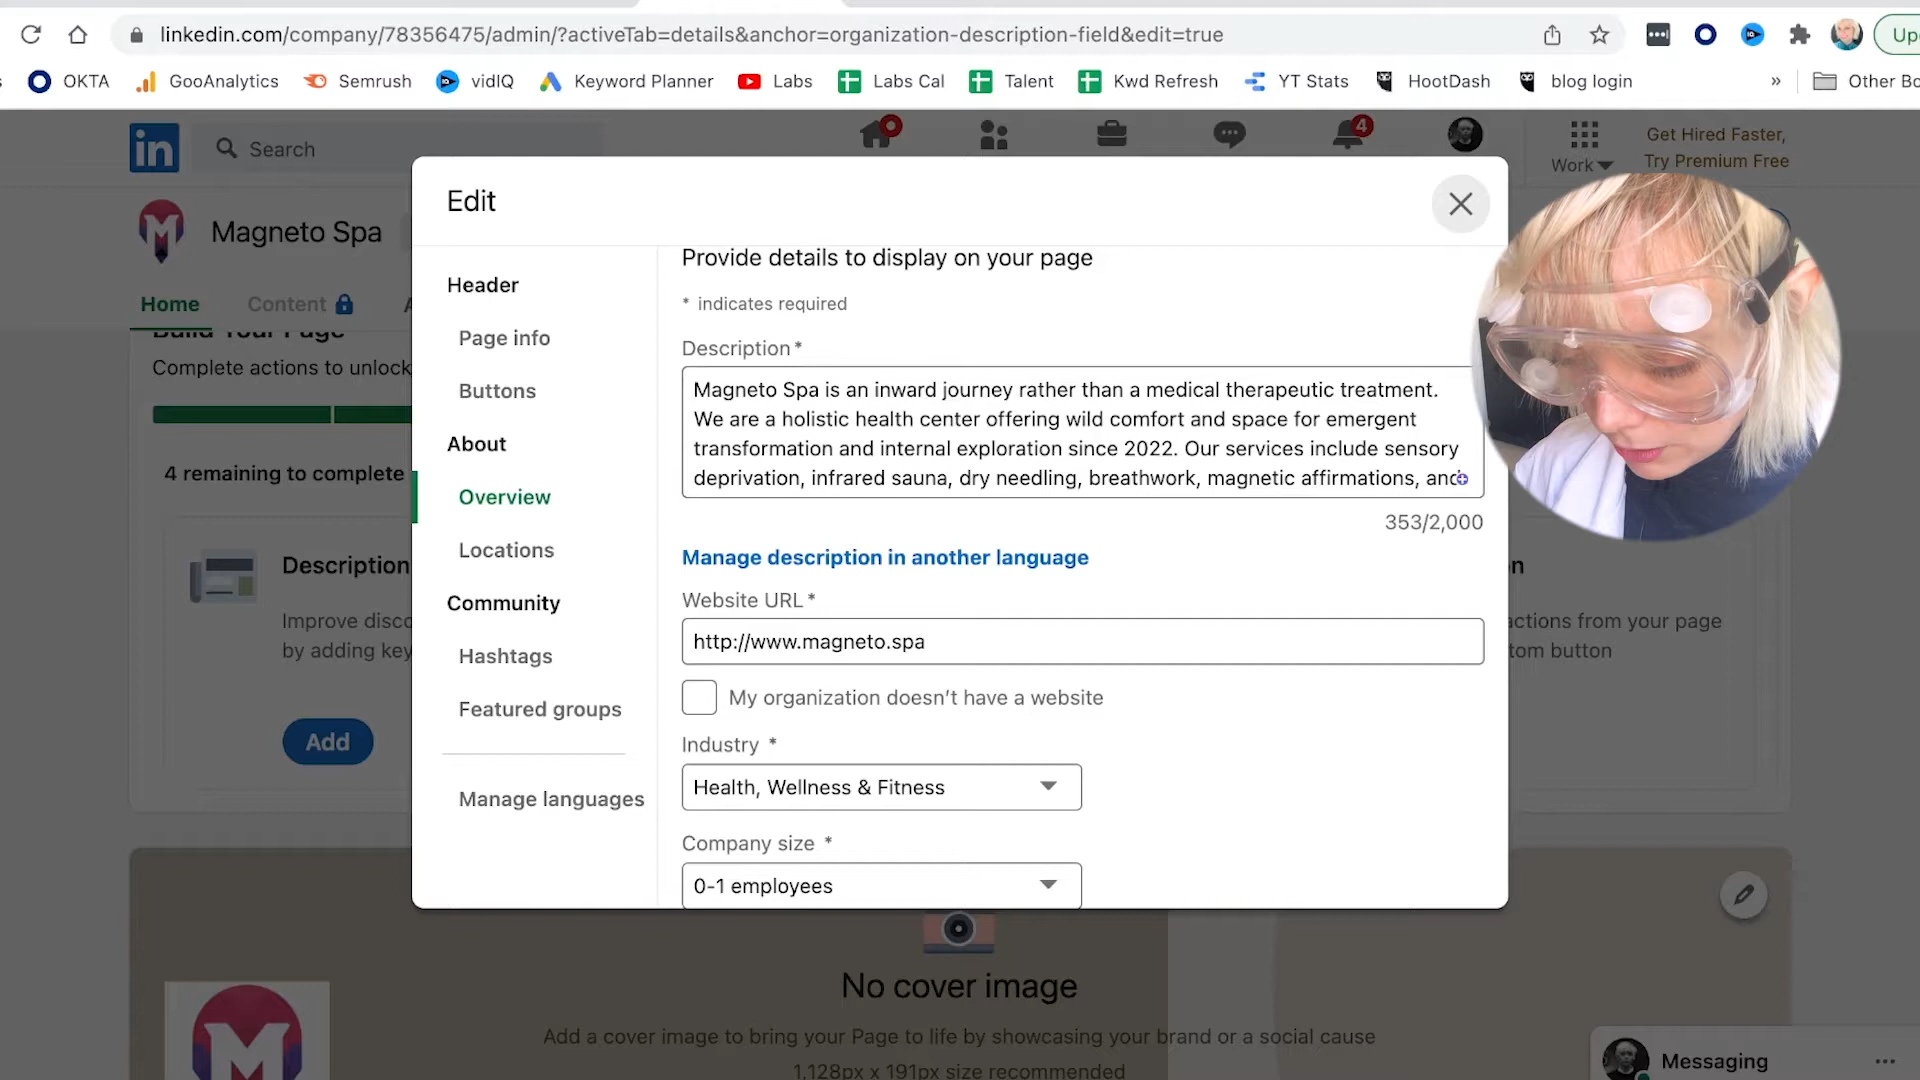 linkedin.com/company/78356475/admin/?activeTab=details&anchor=organization-description-field&edit=true
OKTA GooAnalytics Semrush vidIQ Keyword Planner Labs Labs Cal Talent Kwd Refresh YT Stats HootDash blog login » Other Bo
in Search 4 Work Get Hired Faster,
Try Premium Free
M Magneto Spa
Home Content
Build Your Page
Complete actions to unlock
4 remaining to complete
Description
Improve disco
by adding key
Add
Edit
Header
Page info
Buttons
About
Overview
Locations
Community
Hashtags
Featured groups
Manage languages
Provide details to display on your page
* indicates required
Description*
Magneto Spa is an inward journey rather than a medical therapeutic treatment.
We are a holistic health center offering wild comfort and space for emergent
transformation and internal exploration since 2022. Our services include sensory
deprivation, infrared sauna, dry needling, breathwork, magnetic affirmations, and
353/2,000
Manage description in another language
Website URL*
http://www.magneto.spa
My organization doesn't have a website
Industry *
Health, Wellness & Fitness
Company size *
0-1 employees
actions from your page
tom button
No cover image
Add a cover image to bring your Page to life by showcasing your brand or a social cause
1,128px x 191px size recommended
M
Messaging